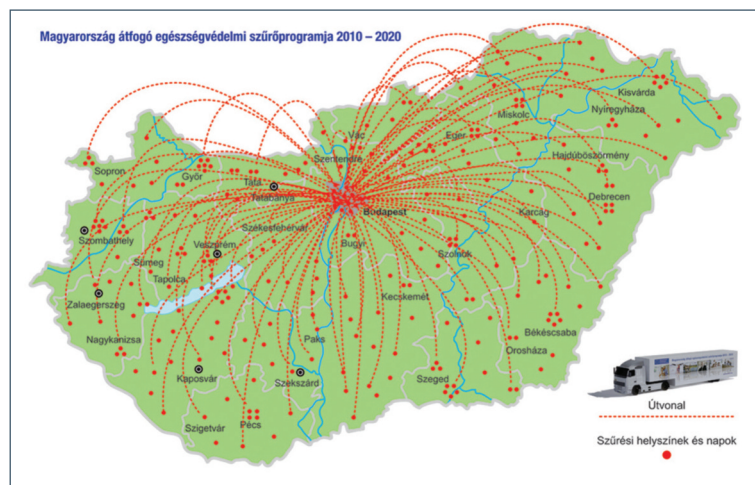 Magyarország átfogó egészségvédelmi szűrőprogramja 2010 – 2020
Kisvárda
Nyíregyháza
Miskolc
Vác
Eger
Szentendre
Hajdúböszörmény
Sopron
Győr
Tata
Tatabánya
Debrecen
Budapest
Karcag
Szombathely
Székesfehérvár
Veszprém
Bugyi
Szolnok
Sümeg
Tapolca
Kecskemét
Zalaegerszeg
Békéscsaba
Nagykanizsa
Paks
Orosháza
Kaposvár
Szekszárd
Szeged
Szigetvár
Pécs
Útvonal
Szűrési helyszínek és napok